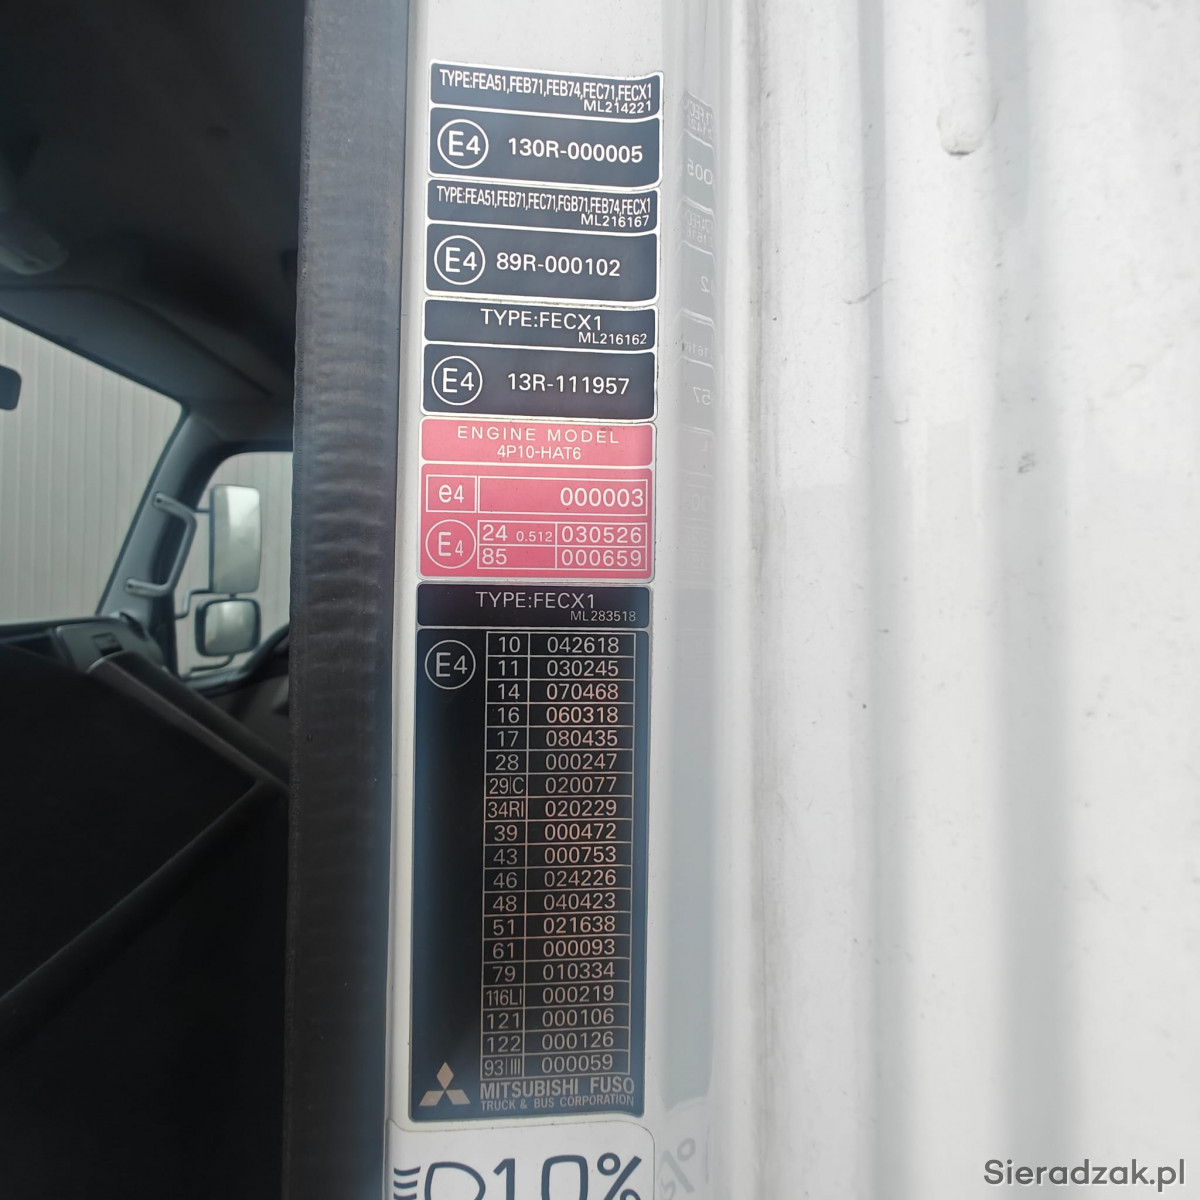 TYPE:FEA51,FEB71,FEB74,FEC71,FECX1
ML214221
E4 130R-000005
TYPE:FEA51,FEB71,FEC71,FGB71,FEB74,FECX1
ML216167
E4 89R-000102
TYPE:FECX1
ML216162
E4 13R-111957
ENGINE MODEL
4P10-HAT6
e4 000003
E4 24 0.512 030526
85 000659
TYPE:FECX1
ML283518
E4 10 042618
11 030245
14 070468
16 060318
17 080435
28 000247
29|C 020077
34RI 020229
39 000472
43 000753
46 024226
48 040423
51 021638
61 000093
79 010334
116LI 000219
121 000106
122 000126
93|III 000059
MITSUBISHI FUSO
TRUCK & BUS CORPORATION
10%
Sieradzak.pl